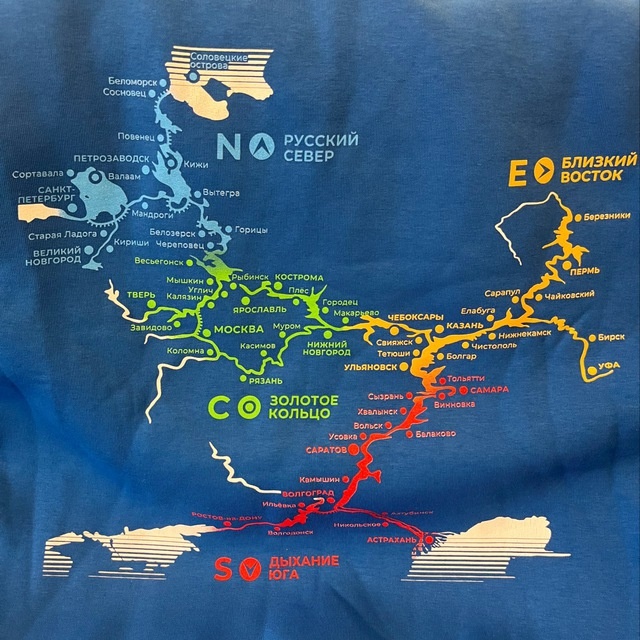 Соловецкие
острова
Беломорск
Сосновец
Повенец
N
РУССКИЙ
СЕВЕР
ПЕТРОЗАВОДСК
Кижи
Сортавала
Валаам
САНКТ-
ПЕТЕРБУРГ
Вытегра
Мандроги
Старая Ладога
Кириши
Белозерск
Горицы
Череповец
ВЕЛИКИЙ
НОВГОРОД
E
БЛИЗКИЙ
ВОСТОК
Березники
ПЕРМЬ
Весьегонск
Мышкин
Рыбинск
КОСТРОМА
Углич
Плёс
ТВЕРЬ
Калязин
ЯРОСЛАВЛЬ
Городец
Макарьево
Завидово
МОСКВА
Муром
НИЖНИЙ
НОВГОРОД
Коломна
Касимов
РЯЗАНЬ
Сарапул
Чайковский
Елабуга
ЧЕБОКСАРЫ
КАЗАНЬ
Нижнекамск
Свияжск
Чистополь
Бирск
Тетюши
Болгар
УЛЬЯНОВСК
УФА
C
ЗОЛОТОЕ
КОЛЬЦО
Тольятти
САМАРА
Сызрань
Винновка
Хвалынск
Вольск
Балаково
Усовка
САРАТОВ
Камышин
ВОЛГОГРАД
Ильёвка
РОСТОВ-НА-ДОНУ
Ахтубинск
Никольское
Волгодонск
АСТРАХАНЬ
S
ДЫХАНИЕ
ЮГА